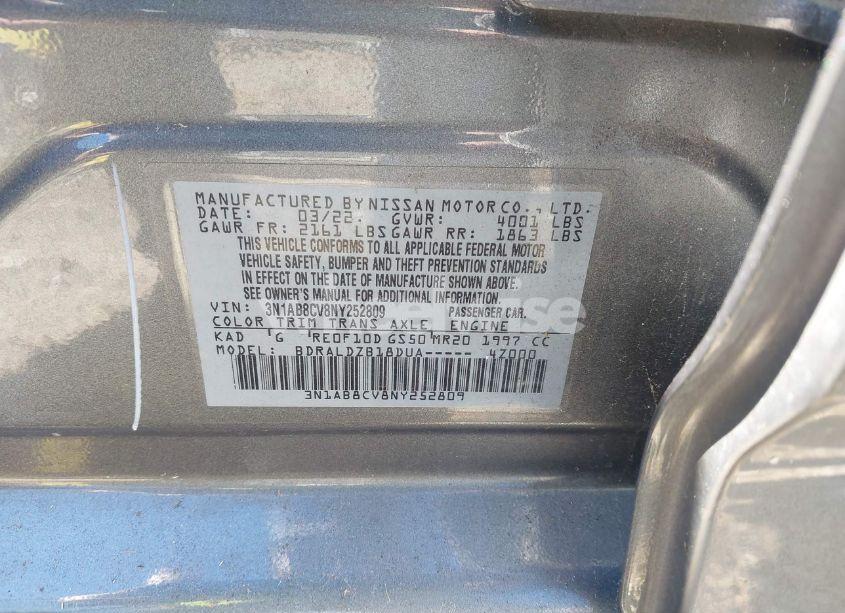 MANUFACTURED BY NISSAN MOTOR CO., LTD.
DATE: 03/22 GVWR: 4001 LBS
GAWR FR: 2161 LBS GAWR RR: 1863 LBS
THIS VEHICLE CONFORMS TO ALL APPLICABLE FEDERAL MOTOR
VEHICLE SAFETY, BUMPER AND THEFT PREVENTION STANDARDS
IN EFFECT ON THE DATE OF MANUFACTURE SHOWN ABOVE.
SEE OWNER'S MANUAL FOR ADDITIONAL INFORMATION.
VIN: 3N1AB8CV8NY252809 PASSENGER CAR.
COLOR TRIM TRANS AXLE ENGINE
KAD G RE0F10D GS50 MR20 1997 CC
MODEL: BDRALDZB18DUA----- 4Z000
3N1AB8CV8NY252809